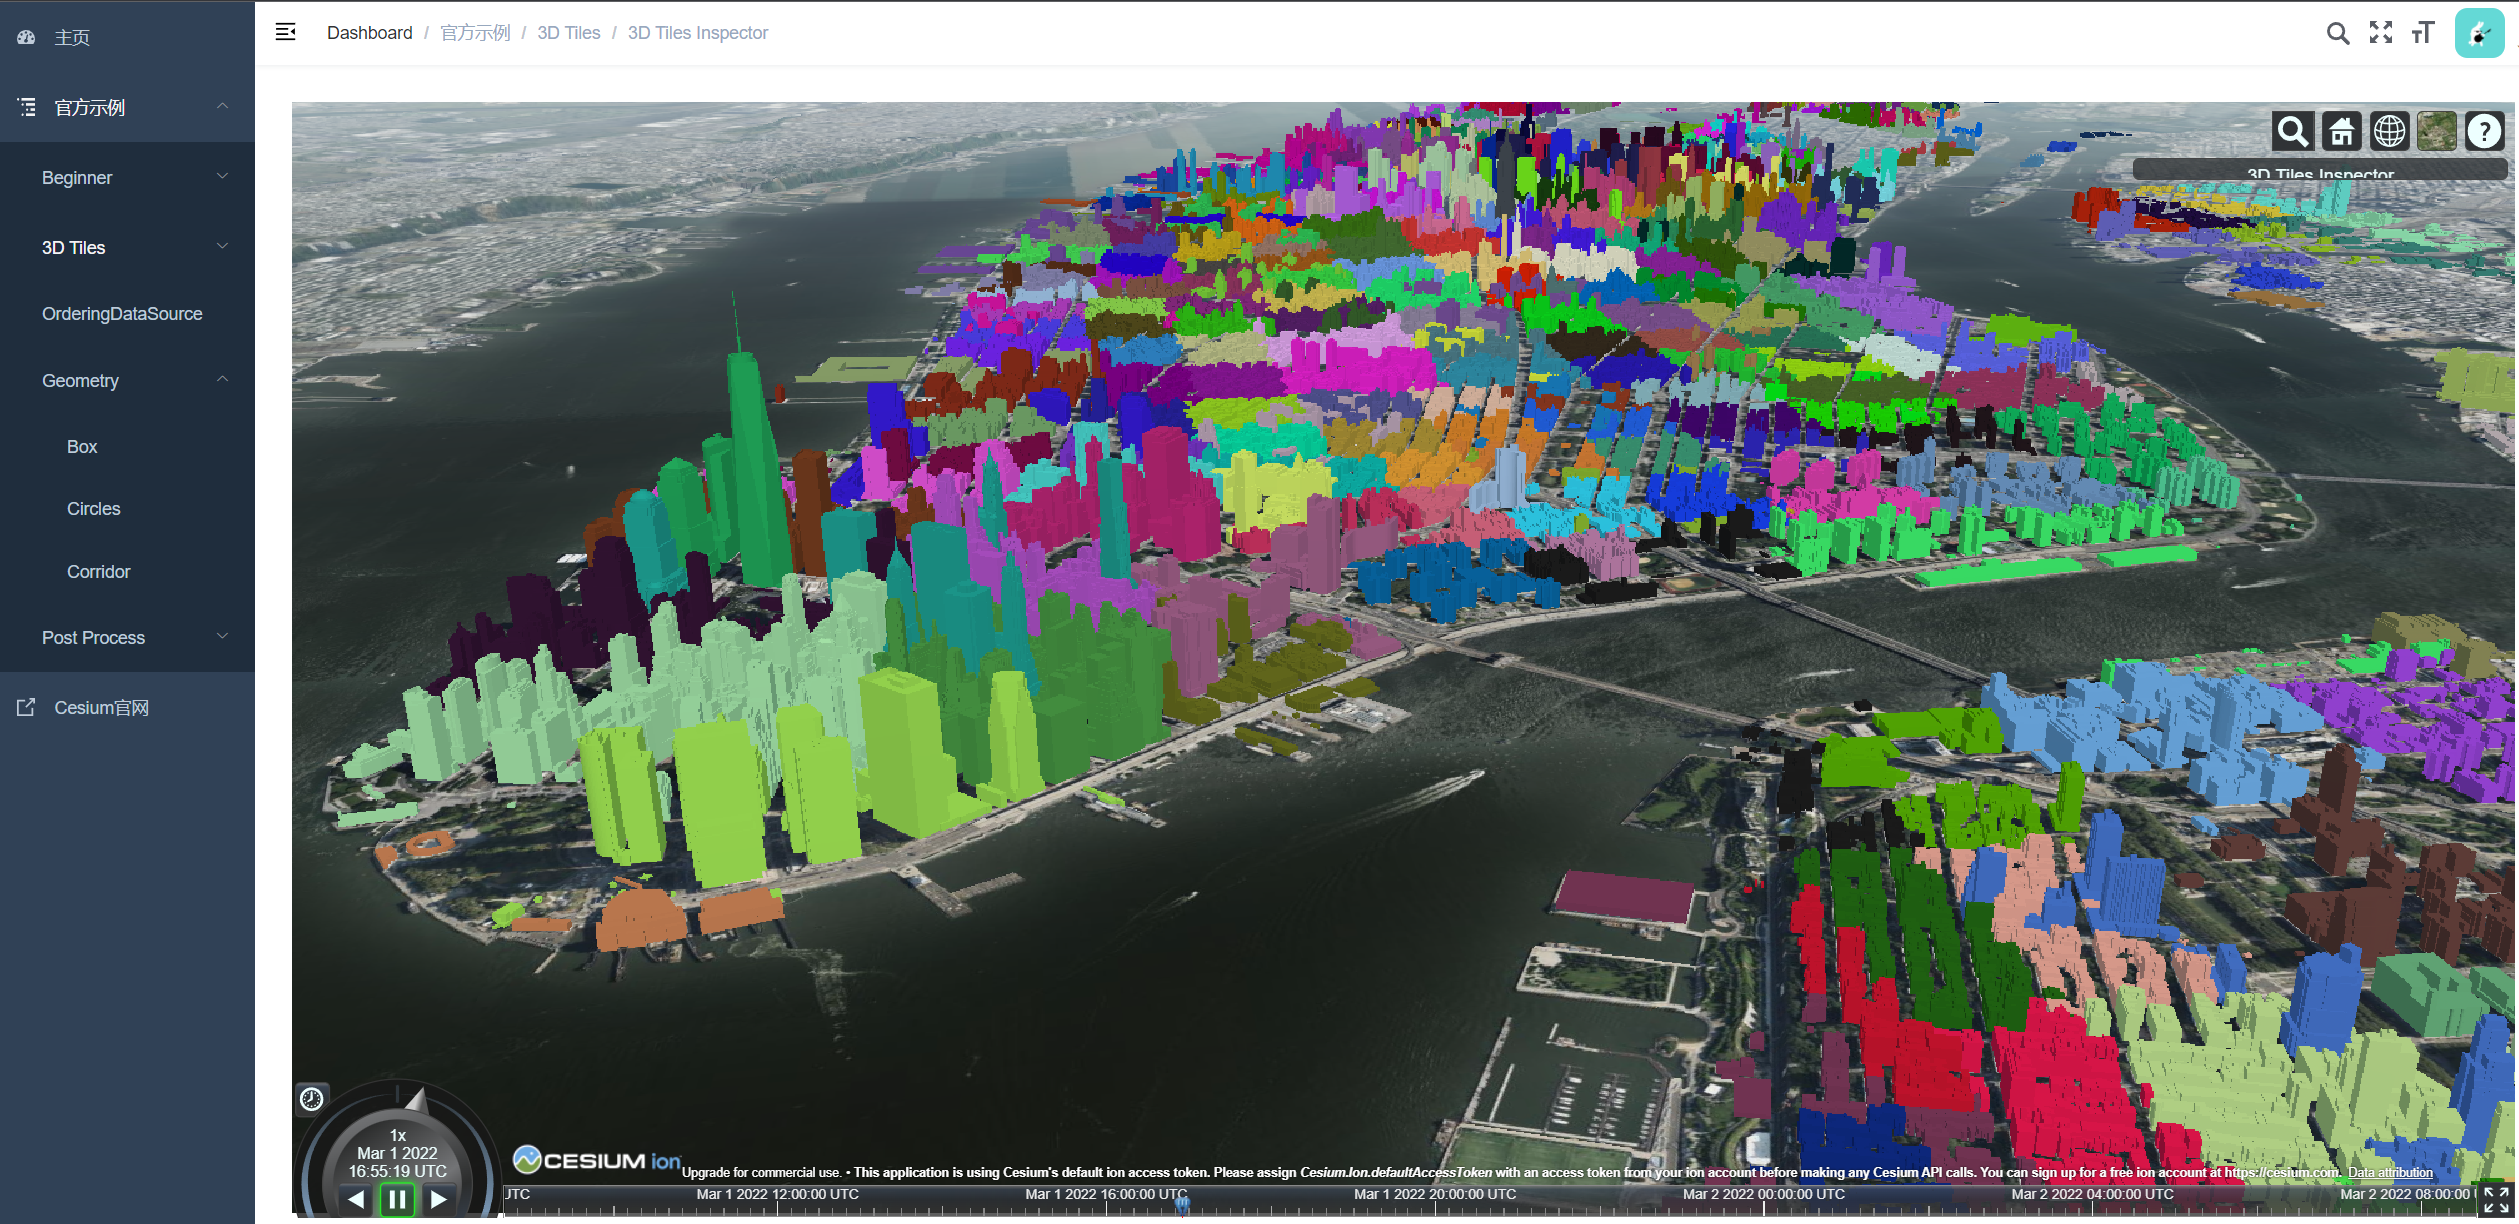 主页
官方示例
Beginner
3D Tiles
OrderingDataSource
Geometry
Box
Circles
Corridor
Post Process
Cesium官网
Dashboard / 官方示例 / 3D Tiles / 3D Tiles Inspector
3D Tiles Inspector
1x
Mar 1 2022
16:55:19 UTC
CESIUM ion Upgrade for commercial use. • This application is using Cesium's default ion access token. Please assign Cesium.Ion.defaultAccessToken with an access token from your ion account before making any Cesium API calls. You can sign up for a free ion account at https://cesium.com. Data attribution
UTC Mar 1 2022 12:00:00 UTC Mar 1 2022 16:00:00 UTC Mar 1 2022 20:00:00 UTC Mar 2 2022 00:00:00 UTC Mar 2 2022 04:00:00 UTC Mar 2 2022 08:00:00